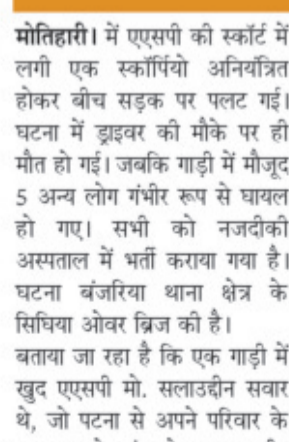 मोतिहारी। में एएसपी की स्कॉर्ट में
लगी एक स्कॉर्पियो अनियंत्रित
होकर बीच सड़क पर पलट गई।
घटना में ड्राइवर की मौके पर ही
मौत हो गई। जबकि गाड़ी में मौजूद
5 अन्य लोग गंभीर रूप से घायल
हो गए। सभी को नजदीकी
अस्पताल में भर्ती कराया गया है।
घटना बंजरिया थाना क्षेत्र के
सिघिया ओवर ब्रिज की है।
बताया जा रहा है कि एक गाड़ी में
खुद एएसपी मो. सलाउद्दीन सवार
थे, जो पटना से अपने परिवार के